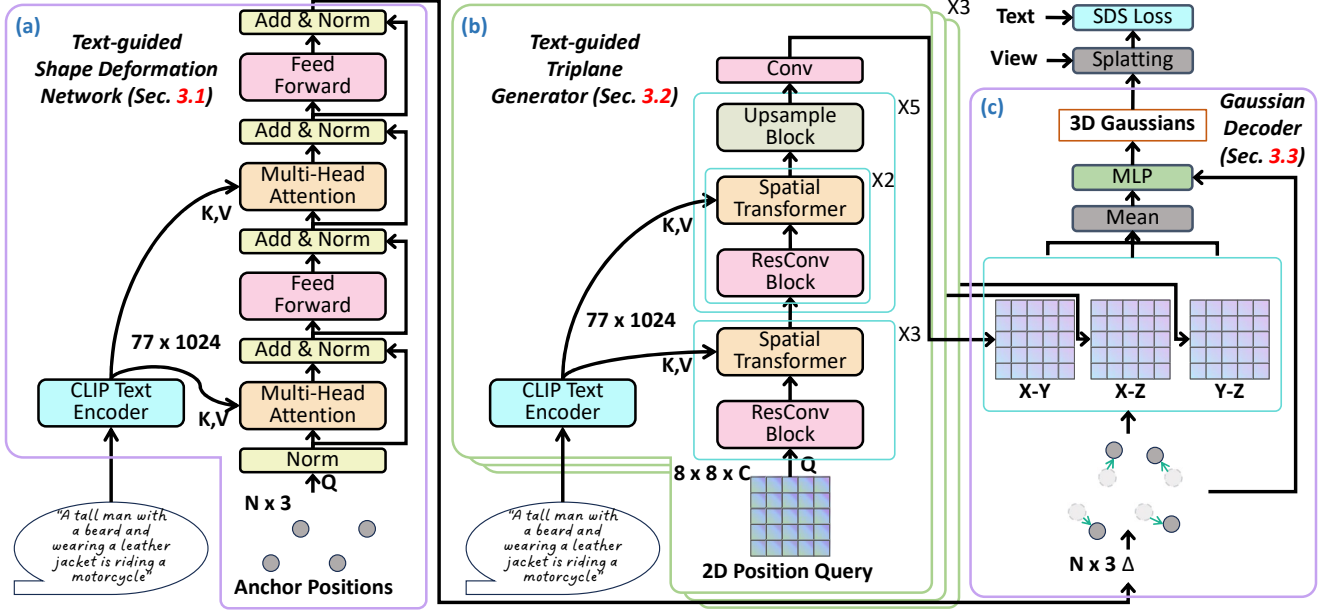 (a)
Text-guided
Shape Deformation
Network (Sec. 3.1)
Add & Norm
Feed
Forward
Add & Norm
Multi-Head
Attention
K,V
Add & Norm
Feed
Forward
77 x 1024
Add & Norm
CLIP Text
Encoder
K,V
Multi-Head
Attention
Norm
Q
N x 3
"A tall man with
a beard and
wearing a leather
jacket is riding a
motorcycle"
Anchor Positions
(b)
Text-guided
Triplane
Generator (Sec. 3.2)
X3
Conv
X5
Upsample
Block
X2
Spatial
Transformer
K,V
ResConv
Block
77 x 1024
X3
Spatial
Transformer
K,V
CLIP Text
Encoder
ResConv
Block
8 x 8 x C
Q
"A tall man with
a beard and
wearing a leather
jacket is riding a
motorcycle"
2D Position Query
Text
SDS Loss
View
Splatting
(c)
Gaussian
Decoder
(Sec. 3.3)
3D Gaussians
MLP
Mean
X-Y
X-Z
Y-Z
N x 3 Δ